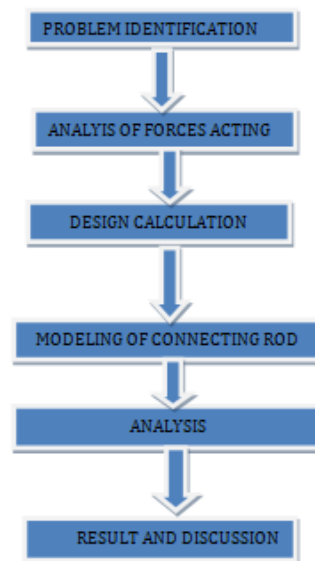 PROBLEM IDENTIFICATION
ANALYIS OF FORCES ACTING
DESIGN CALCULATION
MODELING OF CONNECTING ROD
ANALYSIS
RESULT AND DISCUSSION